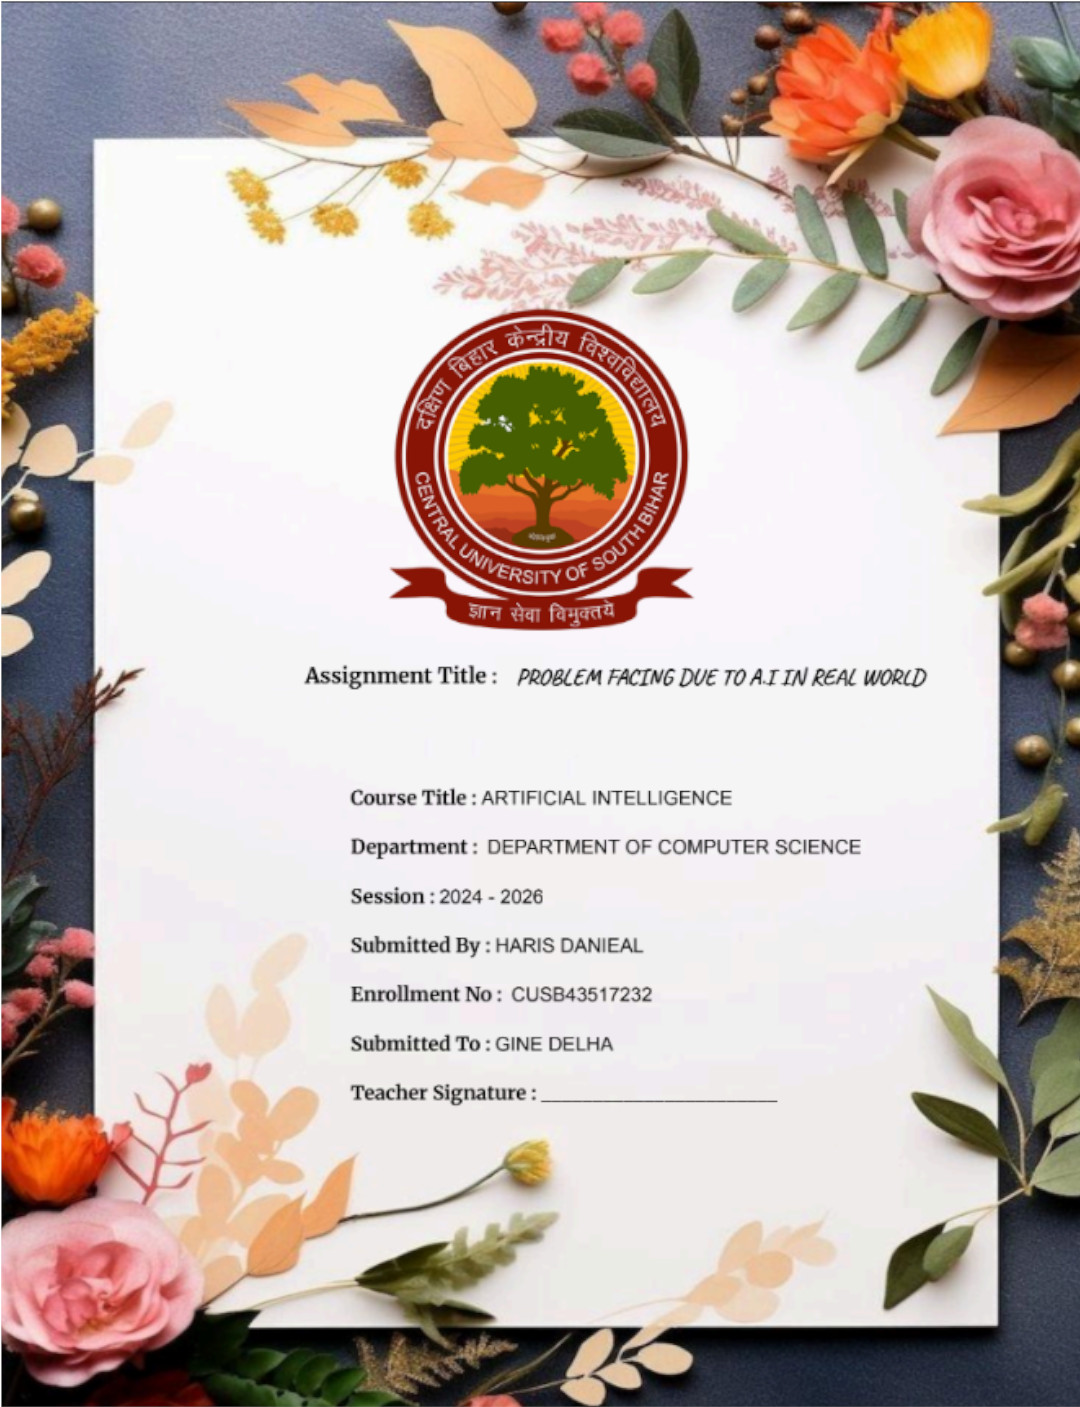 दक्षिण बिहार केन्द्रीय विश्वविद्यालय
CENTRAL UNIVERSITY OF SOUTH BIHAR
ज्ञान सेवा विमुक्तये
Assignment Title : PROBLEM FACING DUE TO A.I IN REAL WORLD
Course Title : ARTIFICIAL INTELLIGENCE
Department : DEPARTMENT OF COMPUTER SCIENCE
Session : 2024 - 2026
Submitted By : HARIS DANIEAL
Enrollment No : CUSB43517232
Submitted To : GINE DELHA
Teacher Signature : ______________________